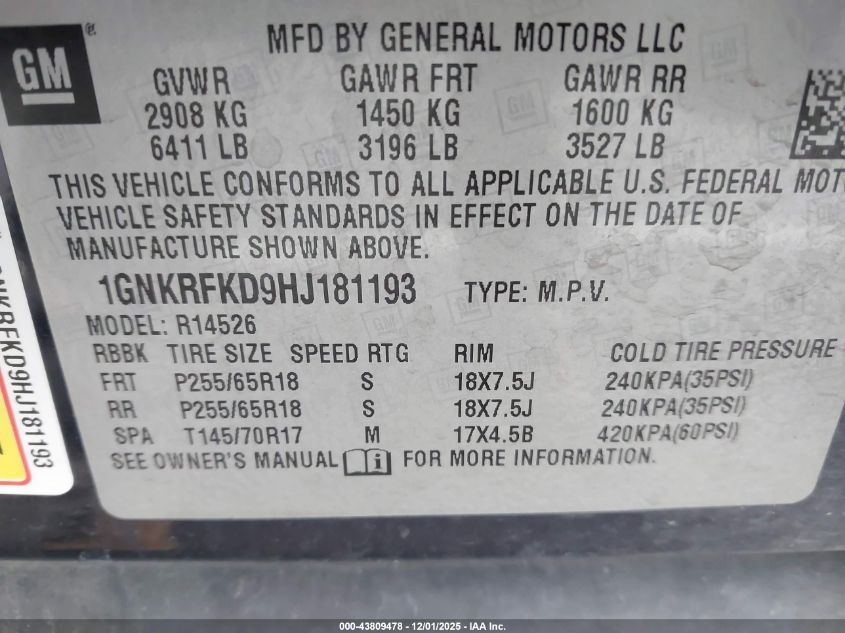 GM
MFD BY GENERAL MOTORS LLC
GVWR GAWR FRT GAWR RR
2908 KG 1450 KG 1600 KG
6411 LB 3196 LB 3527 LB
THIS VEHICLE CONFORMS TO ALL APPLICABLE U.S. FEDERAL MOT
VEHICLE SAFETY STANDARDS IN EFFECT ON THE DATE OF
MANUFACTURE SHOWN ABOVE.
1GNKRFKD9HJ181193 TYPE: M.P.V.
MODEL: R14526
RBBK TIRE SIZE SPEED RTG RIM COLD TIRE PRESSURE
FRT P255/65R18 S 18X7.5J 240KPA(35PSI)
RR P255/65R18 S 18X7.5J 240KPA(35PSI)
SPA T145/70R17 M 17X4.5B 420KPA(60PSI)
SEE OWNER'S MANUAL FOR MORE INFORMATION.
NKRFKD9HJ181193
000-43809478 - 12/01/2025 - IAA Inc.